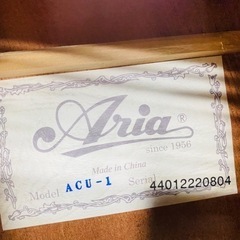 Aria®
since 1956
Made in China
Model ACU-1 Serial 44012220804